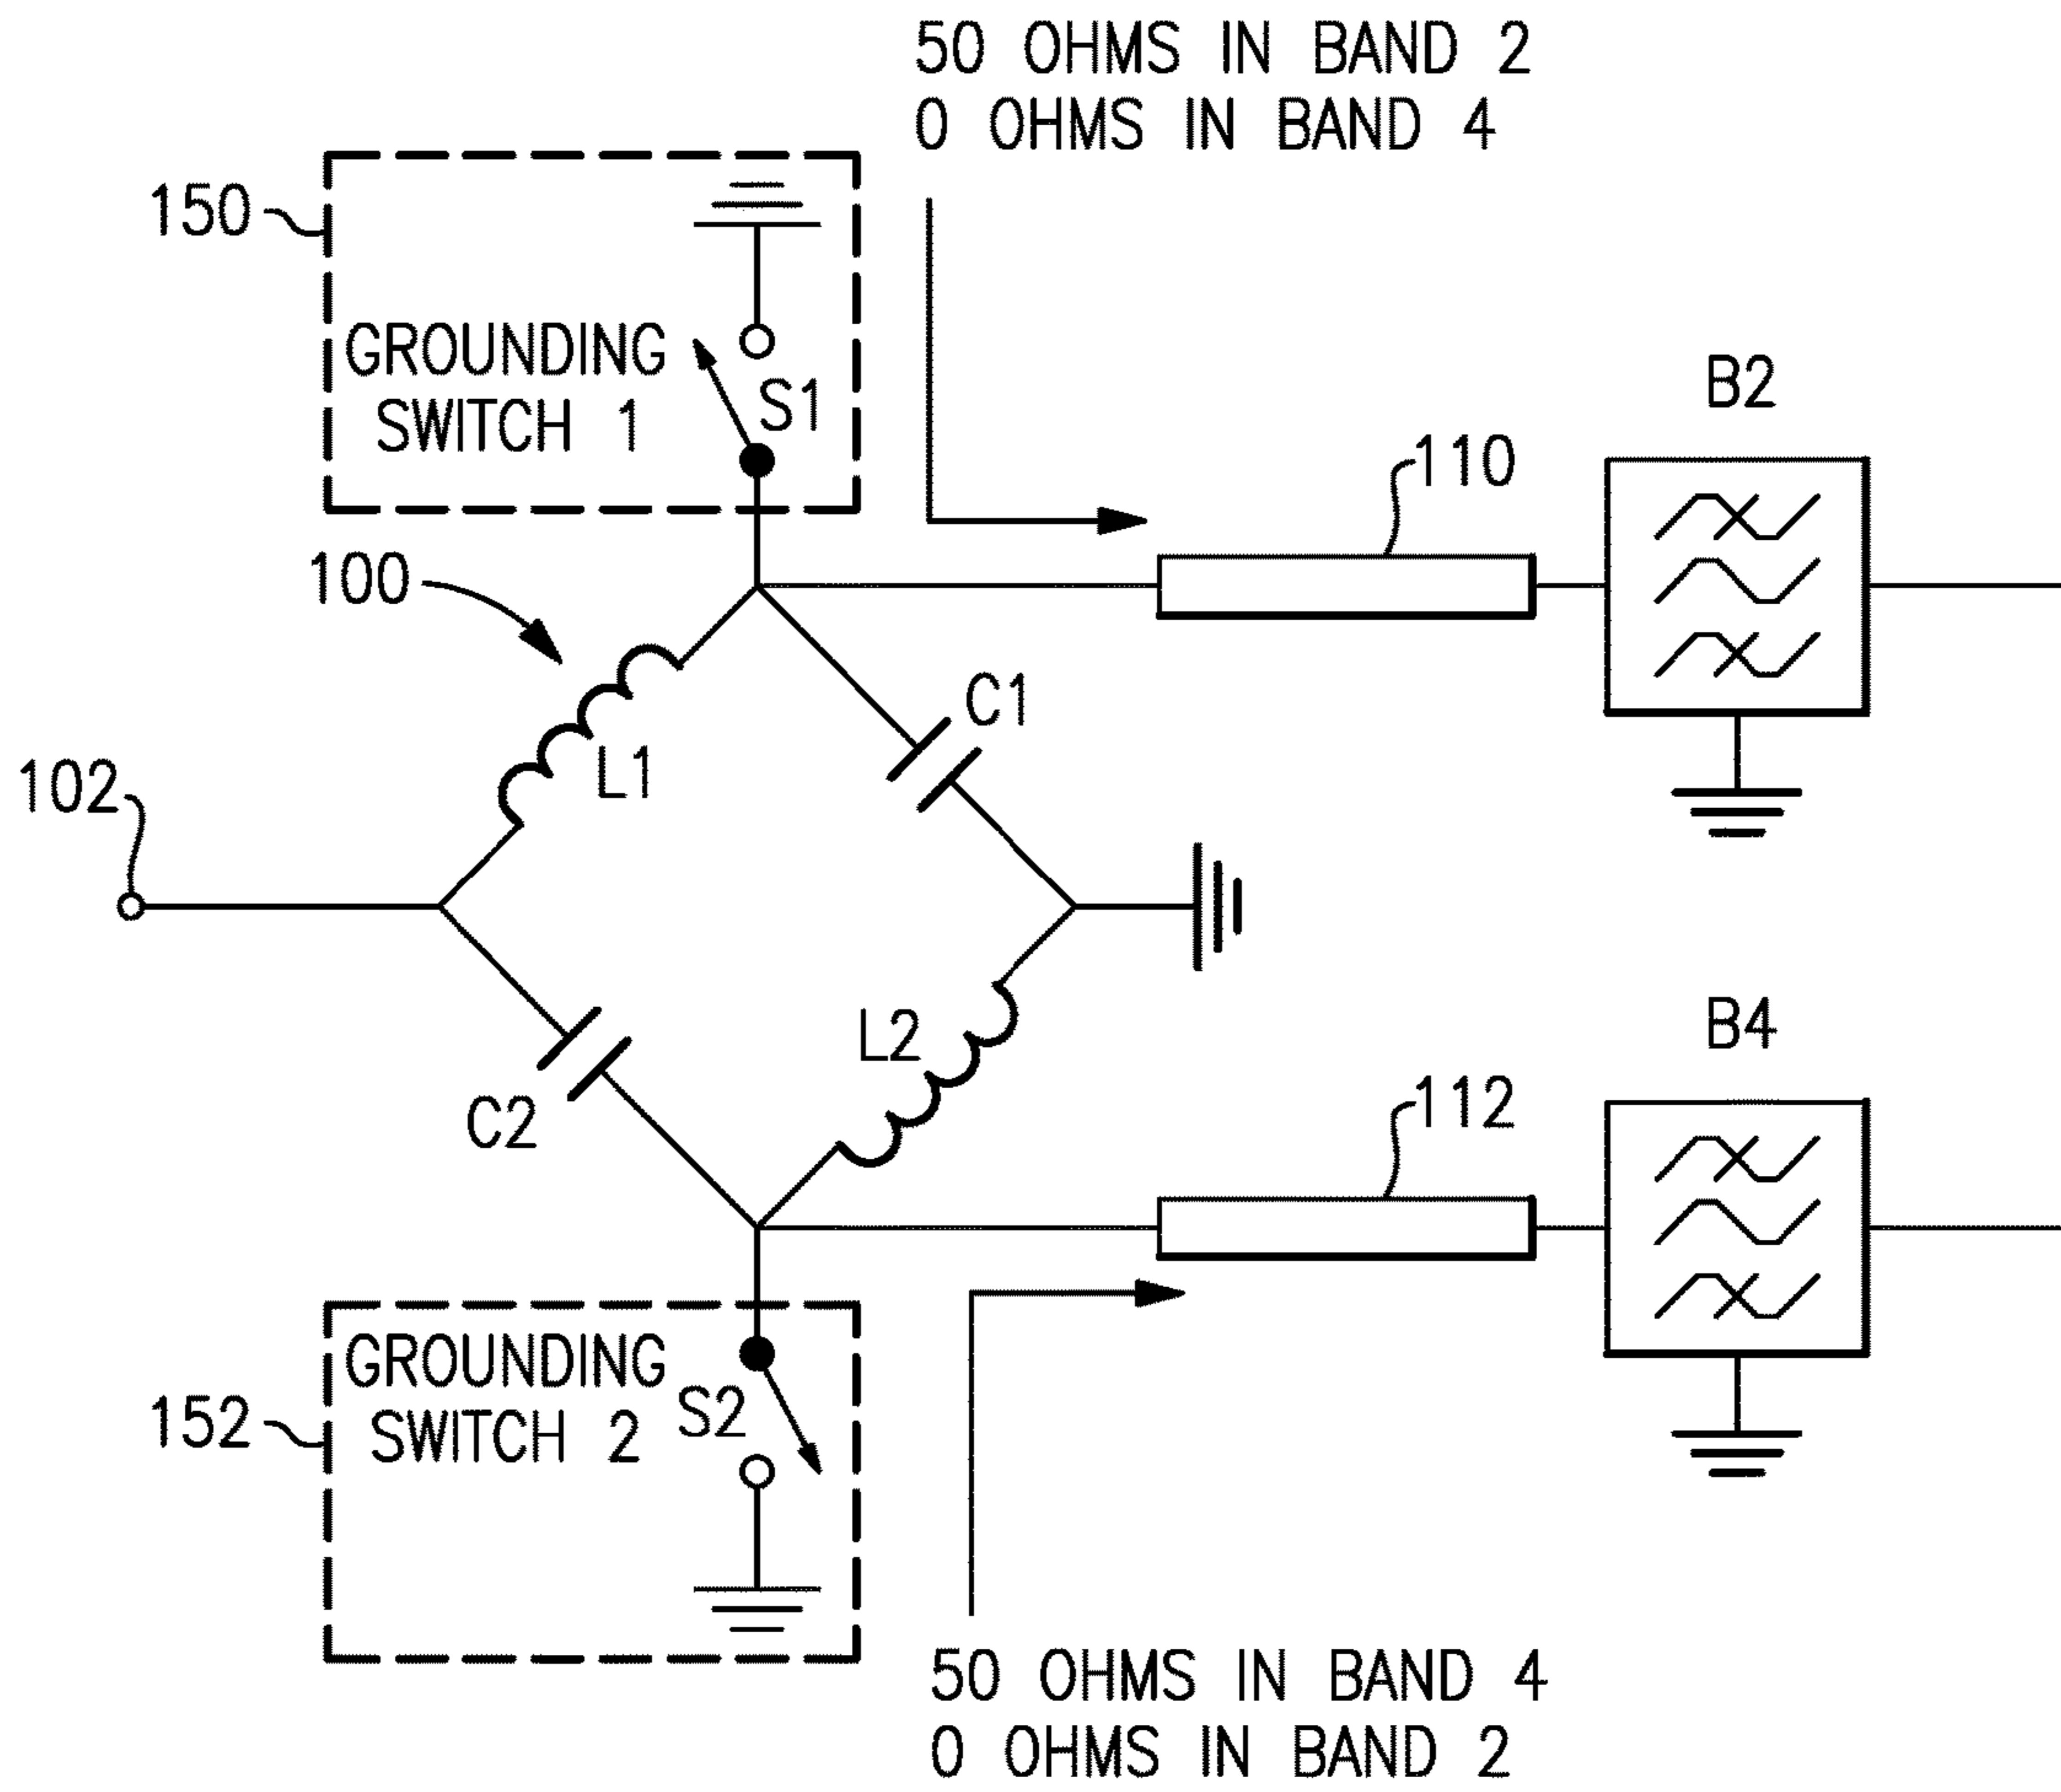 50 OHMS IN BAND 2
0 OHMS IN BAND 4
150
GROUNDING
SWITCH 1
S1
B2
110
100
C1
L1
102
L2
B4
C2
112
GROUNDING
SWITCH 2
S2
152
50 OHMS IN BAND 4
0 OHMS IN BAND 2